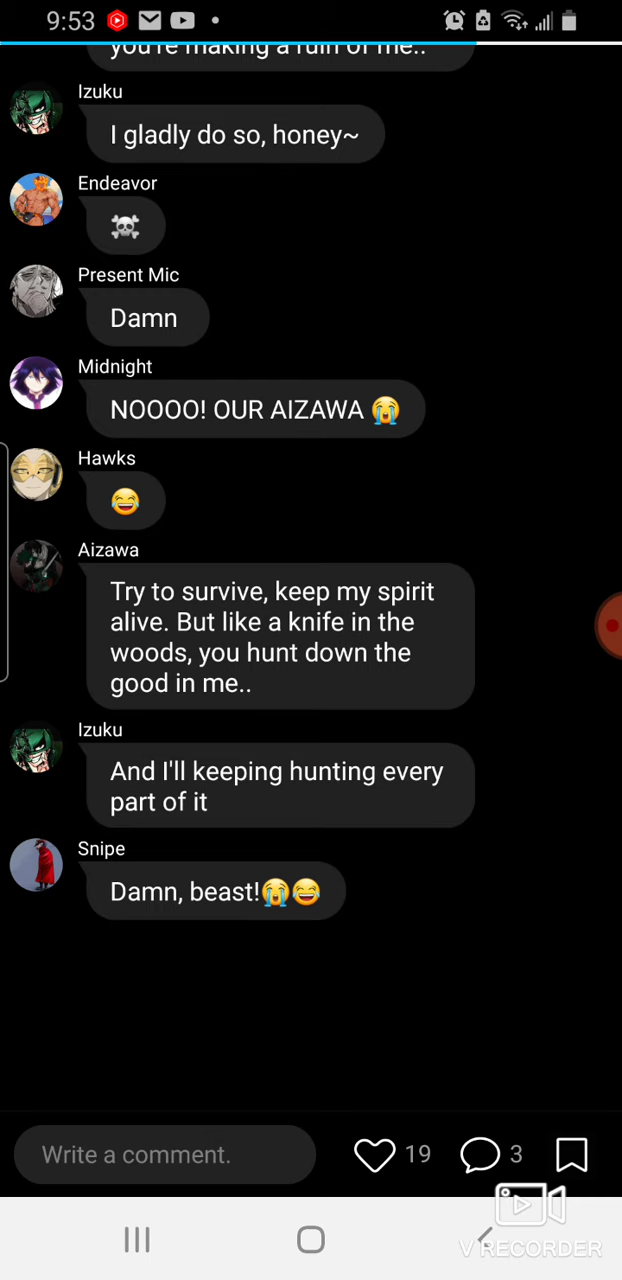 9:53
you're making a ruin of me..
Izuku
I gladly do so, honey~
Endeavor
☠️
Present Mic
Damn
Midnight
NOOOO! OUR AIZAWA 😭
Hawks
😂
Aizawa
Try to survive, keep my spirit
alive. But like a knife in the
woods, you hunt down the
good in me..
Izuku
And I'll keeping hunting every
part of it
Snipe
Damn, beast!😭😂
Write a comment.
19
3
V RECORDER